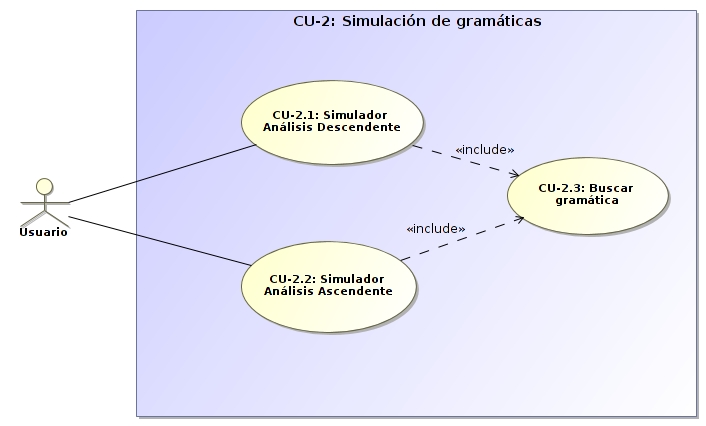 CU-2: Simulación de gramáticas
CU-2.1: Simulador
Análisis Descendente
«include»
CU-2.3: Buscar
gramática
Usuario
«include»
CU-2.2: Simulador
Análisis Ascendente